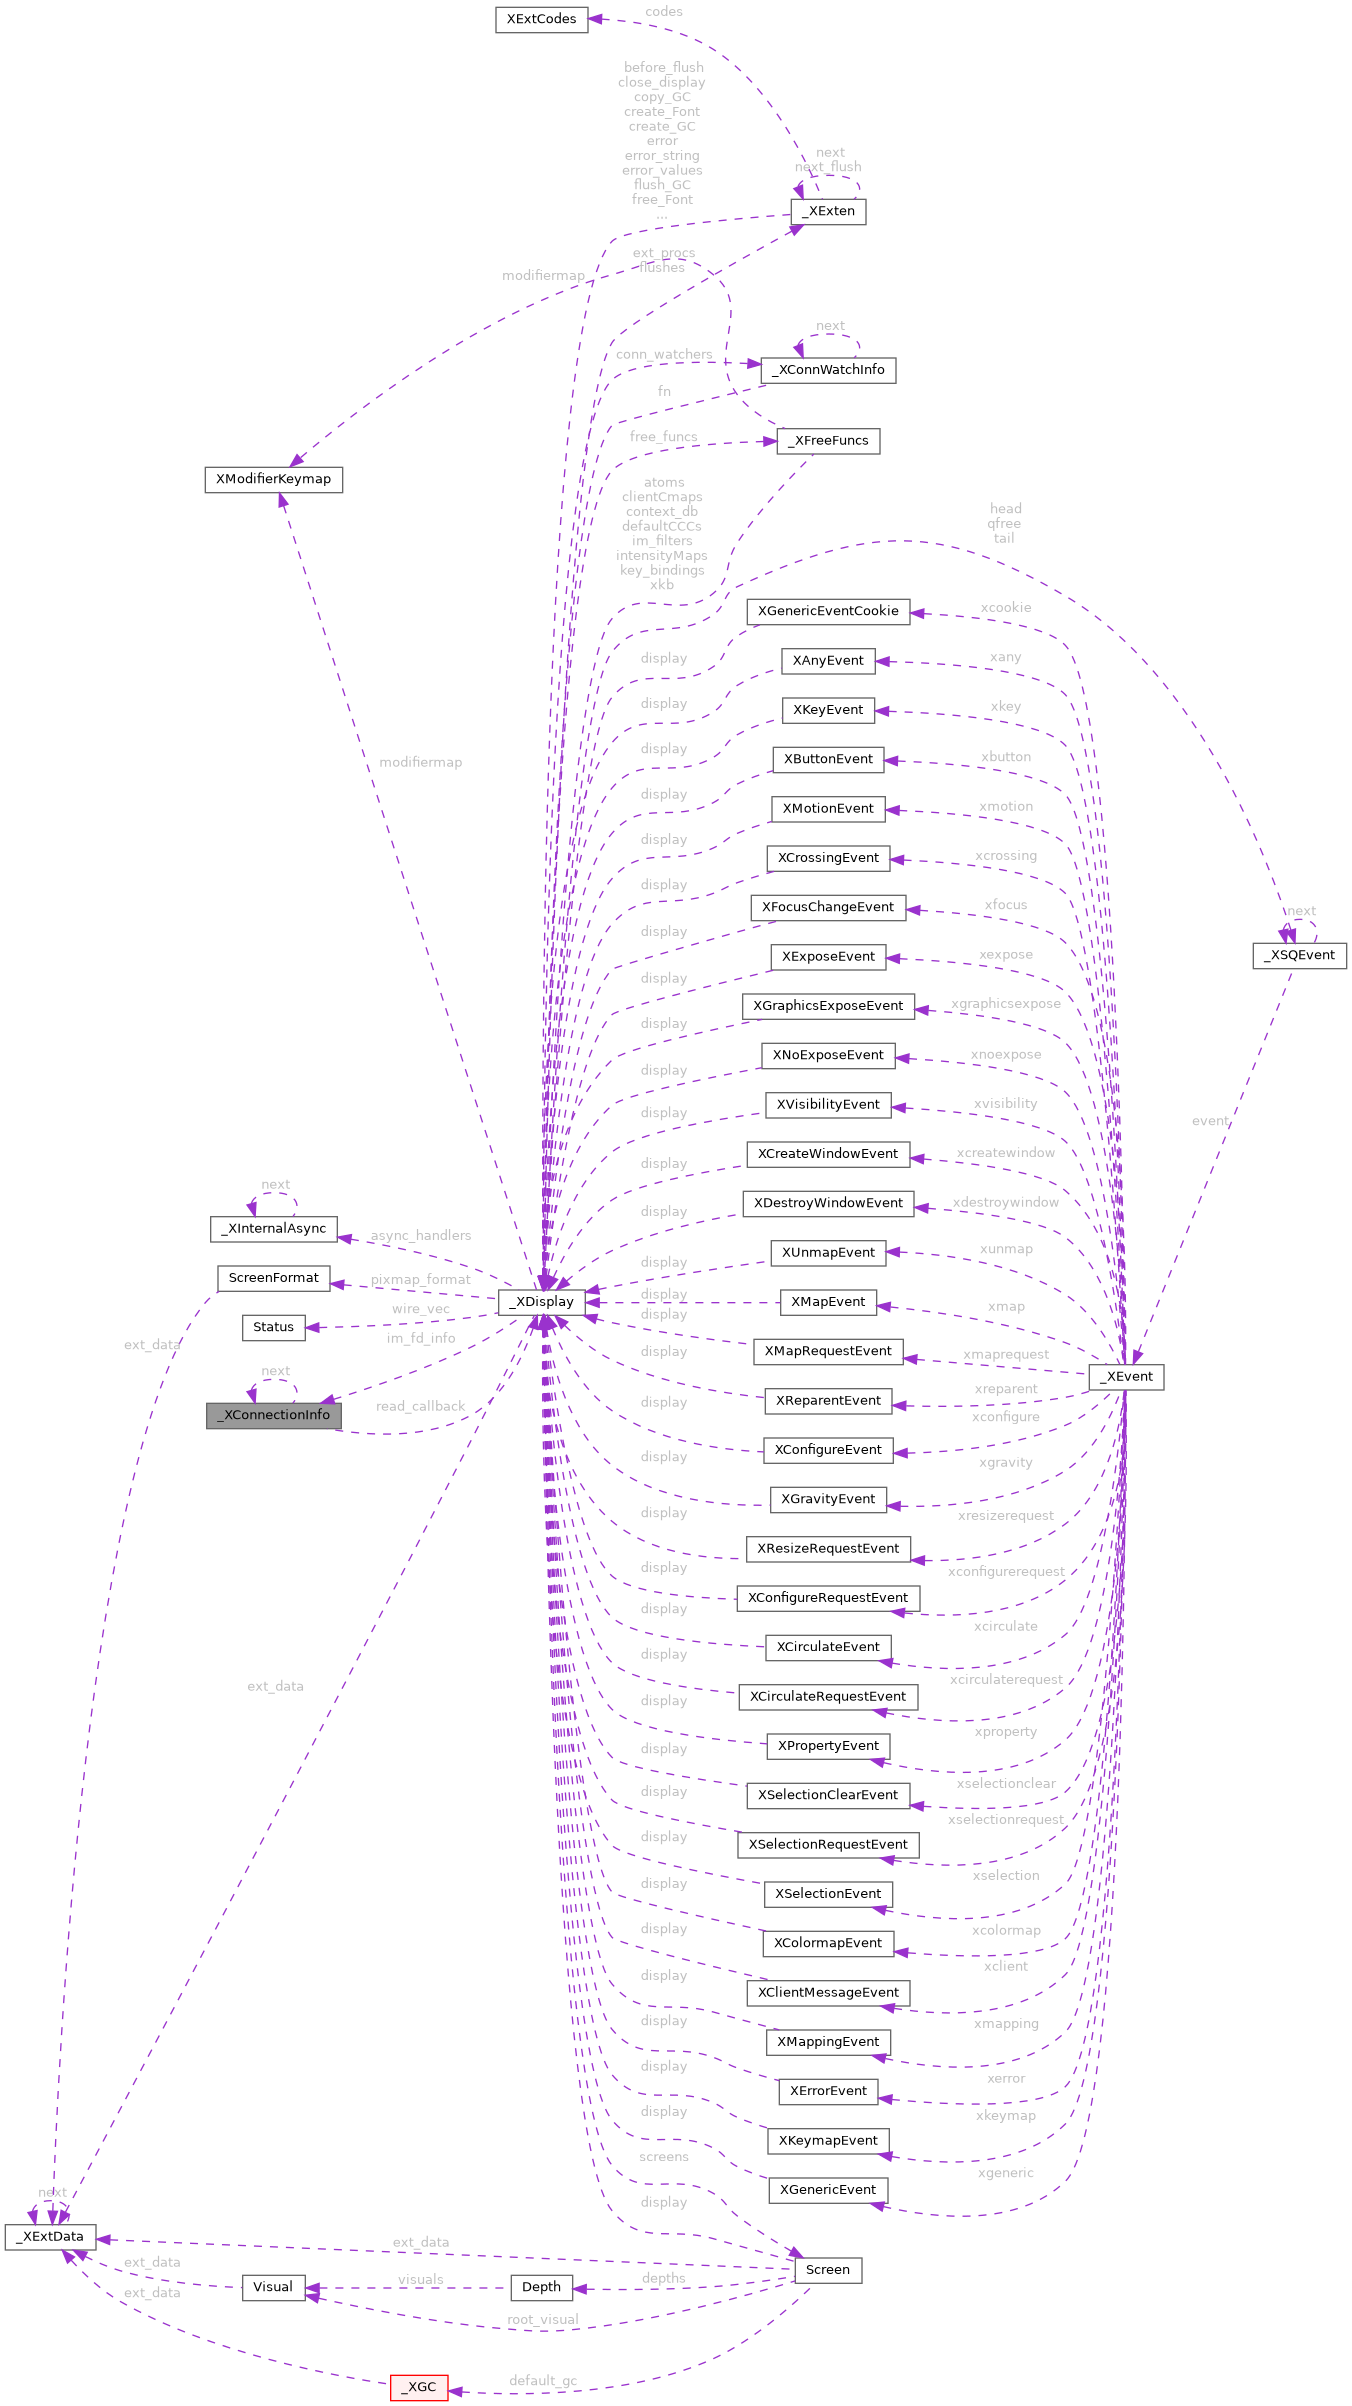 XExtCodes
codes
before_flush
close_display
copy_GC
create_Font
create_GC
error
error_string
error_values
flush_GC
free_Font
...
next
next_flush
_XExten
ext_procs
flushes
modifiermap
next
conn_watchers
_XConnWatchInfo
fn
free_funcs
_XFreeFuncs
XModifierKeymap
atoms
clientCmaps
context_db
defaultCCCs
im_filters
intensityMaps
key_bindings
xkb
head
qfree
tail
XGenericEventCookie
xcookie
display
XAnyEvent
xany
display
XKeyEvent
xkey
display
XButtonEvent
xbutton
modifiermap
display
XMotionEvent
xmotion
display
XCrossingEvent
xcrossing
display
XFocusChangeEvent
xfocus
next
display
XExposeEvent
xexpose
_XSQEvent
display
XGraphicsExposeEvent
xgraphicsexpose
display
XNoExposeEvent
xnoexpose
display
XVisibilityEvent
xvisibility
display
event
XCreateWindowEvent
xcreatewindow
display
next
XDestroyWindowEvent
xdestroywindow
display
_XInternalAsync
async_handlers
XUnmapEvent
xunmap
display
ScreenFormat
pixmap_format
_XDisplay
display
XMapEvent
xmap
display
Status
wire_vec
im_fd_info
ext_data
XMapRequestEvent
xmaprequest
display
next
_XEvent
XReparentEvent
xreparent
display
_XConnectionInfo
read_callback
xconfigure
XConfigureEvent
display
xgravity
XGravityEvent
display
xresizerequest
XResizeRequestEvent
display
xconfigurerequest
XConfigureRequestEvent
display
xcirculate
XCirculateEvent
display
xcirculaterequest
ext_data
XCirculateRequestEvent
display
xproperty
XPropertyEvent
display
xselectionclear
XSelectionClearEvent
display
xselectionrequest
XSelectionRequestEvent
display
xselection
XSelectionEvent
display
xcolormap
XColormapEvent
display
xclient
XClientMessageEvent
display
xmapping
XMappingEvent
display
xerror
XErrorEvent
display
xkeymap
XKeymapEvent
display
xgeneric
XGenericEvent
screens
next
display
_XExtData
ext_data
Screen
ext_data
Visual
visuals
Depth
depths
ext_data
root_visual
default_gc
_XGC